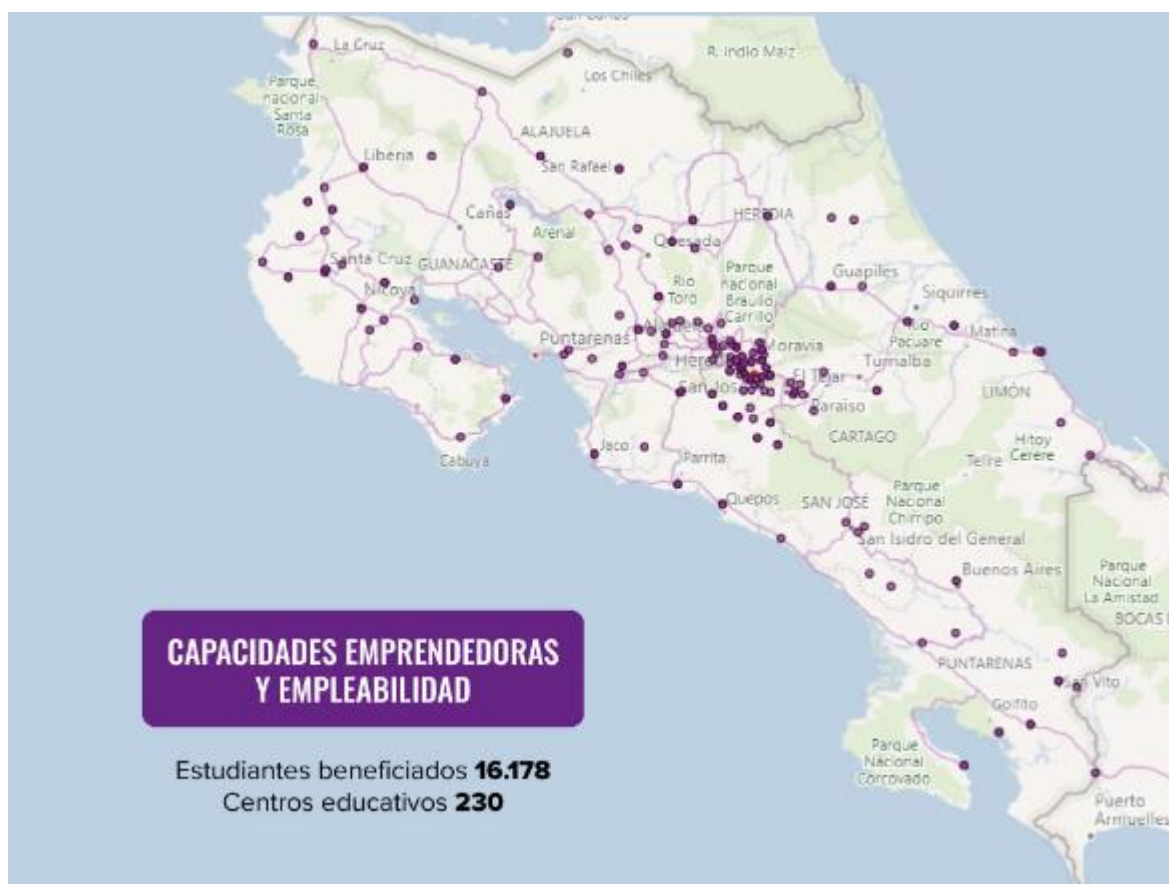 La Cruz
R. Indio Maiz
Los Chiles
Parque
nacional
Santa
Rosa
ALAJUELA
Liberia
San Rafael
Cañas
HEREDIA
Arenal
Quesada
Santa Cruz
GUANACASTE
Rio
Toro
Parque
nacional
Braulio
Carrillo
Guapiles
Siquirres
Nicoya
Puntarenas
Moravia
Pacuare
Matina
Turrialba
El Tejar
San Jos
LIMÓN
Paraiso
CARTAGO
Hitoy
Cerere
Jaco
Parrita
Cabuya
Telire
Quepos
SAN JOSÉ
Parque
Nacional
Chirripo
San Isidro del General
Buenos Aires
Parque
Nacional
La Amistad
BOCAS
CAPACIDADES EMPRENDEDORAS
Y EMPLEABILIDAD
PUNTARENAS
San Vito
Golfito
Parque
Nacional
Corcovado
Estudiantes beneficiados 16.178
Centros educativos 230
Puerto
Armuelles